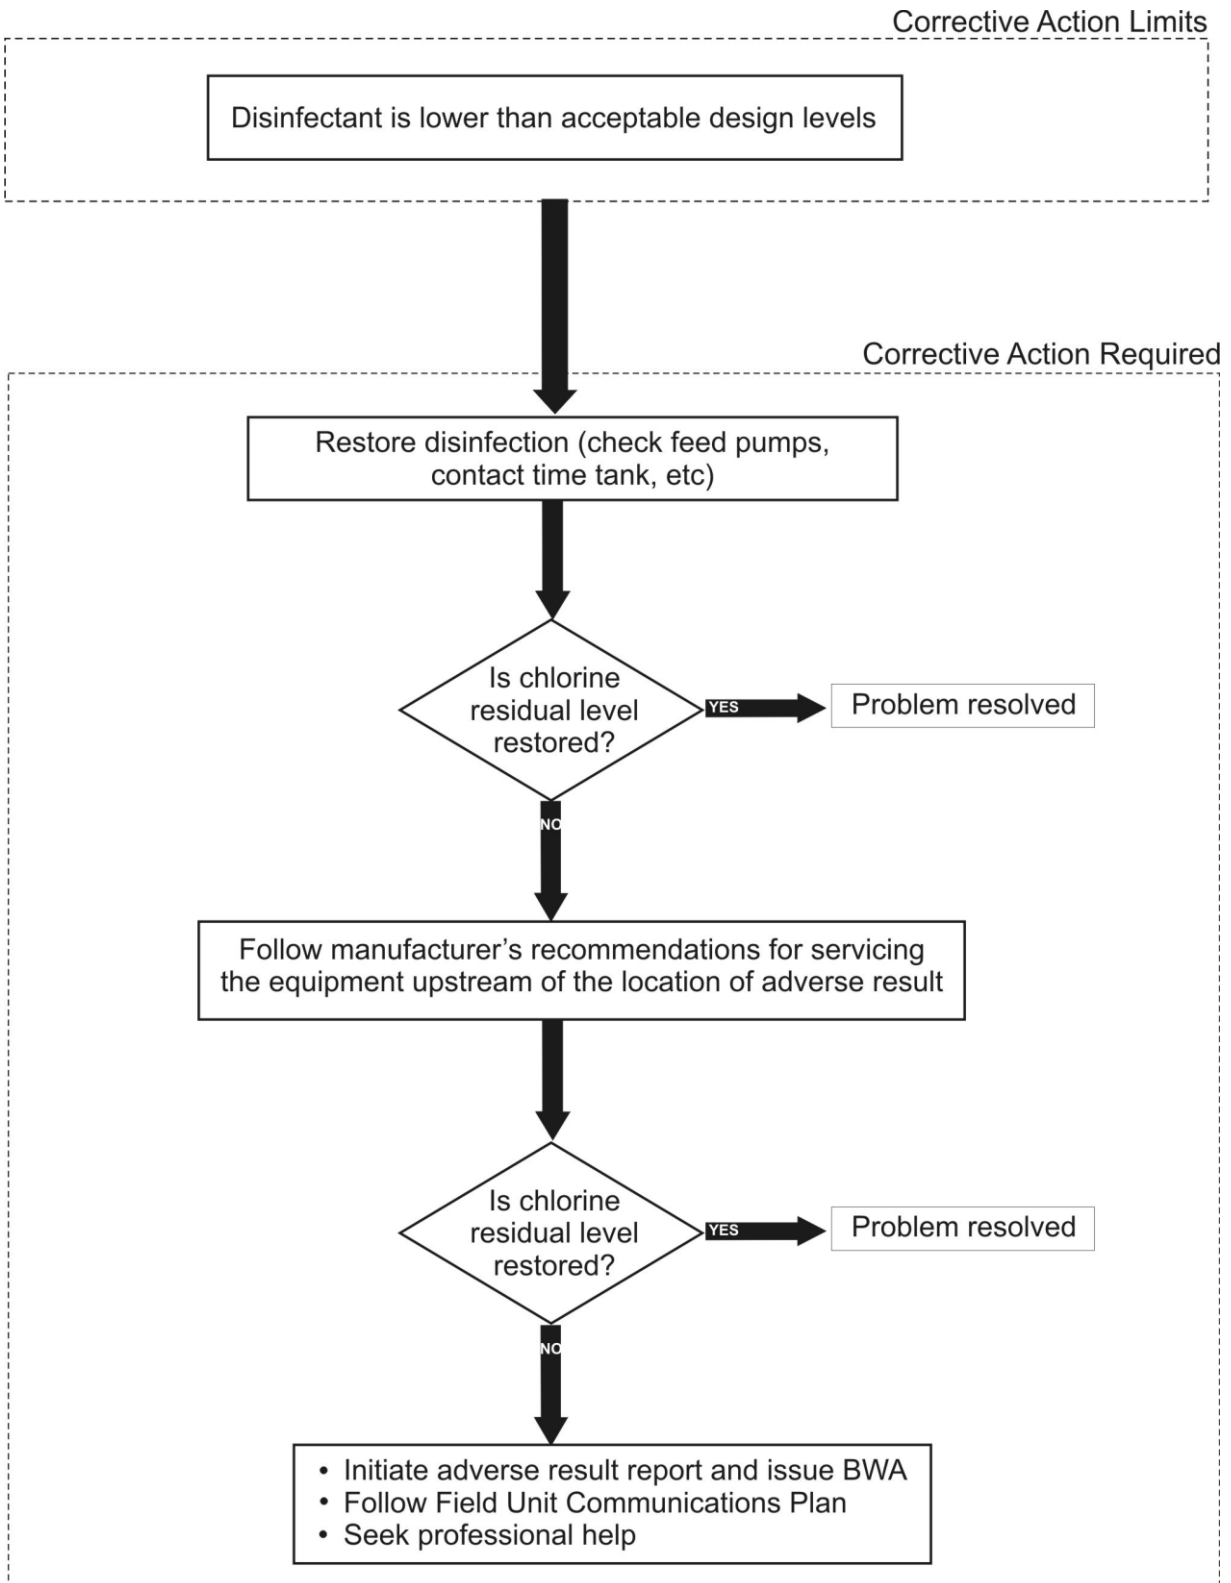 Corrective Action Limits
Disinfectant is lower than acceptable design levels
Corrective Action Required
Restore disinfection (check feed pumps,
contact time tank, etc)
Is chlorine
residual level
restored?
YES
Problem resolved
NO
Follow manufacturer’s recommendations for servicing
the equipment upstream of the location of adverse result
Is chlorine
residual level
restored?
YES
Problem resolved
NO
• Initiate adverse result report and issue BWA
• Follow Field Unit Communications Plan
• Seek professional help